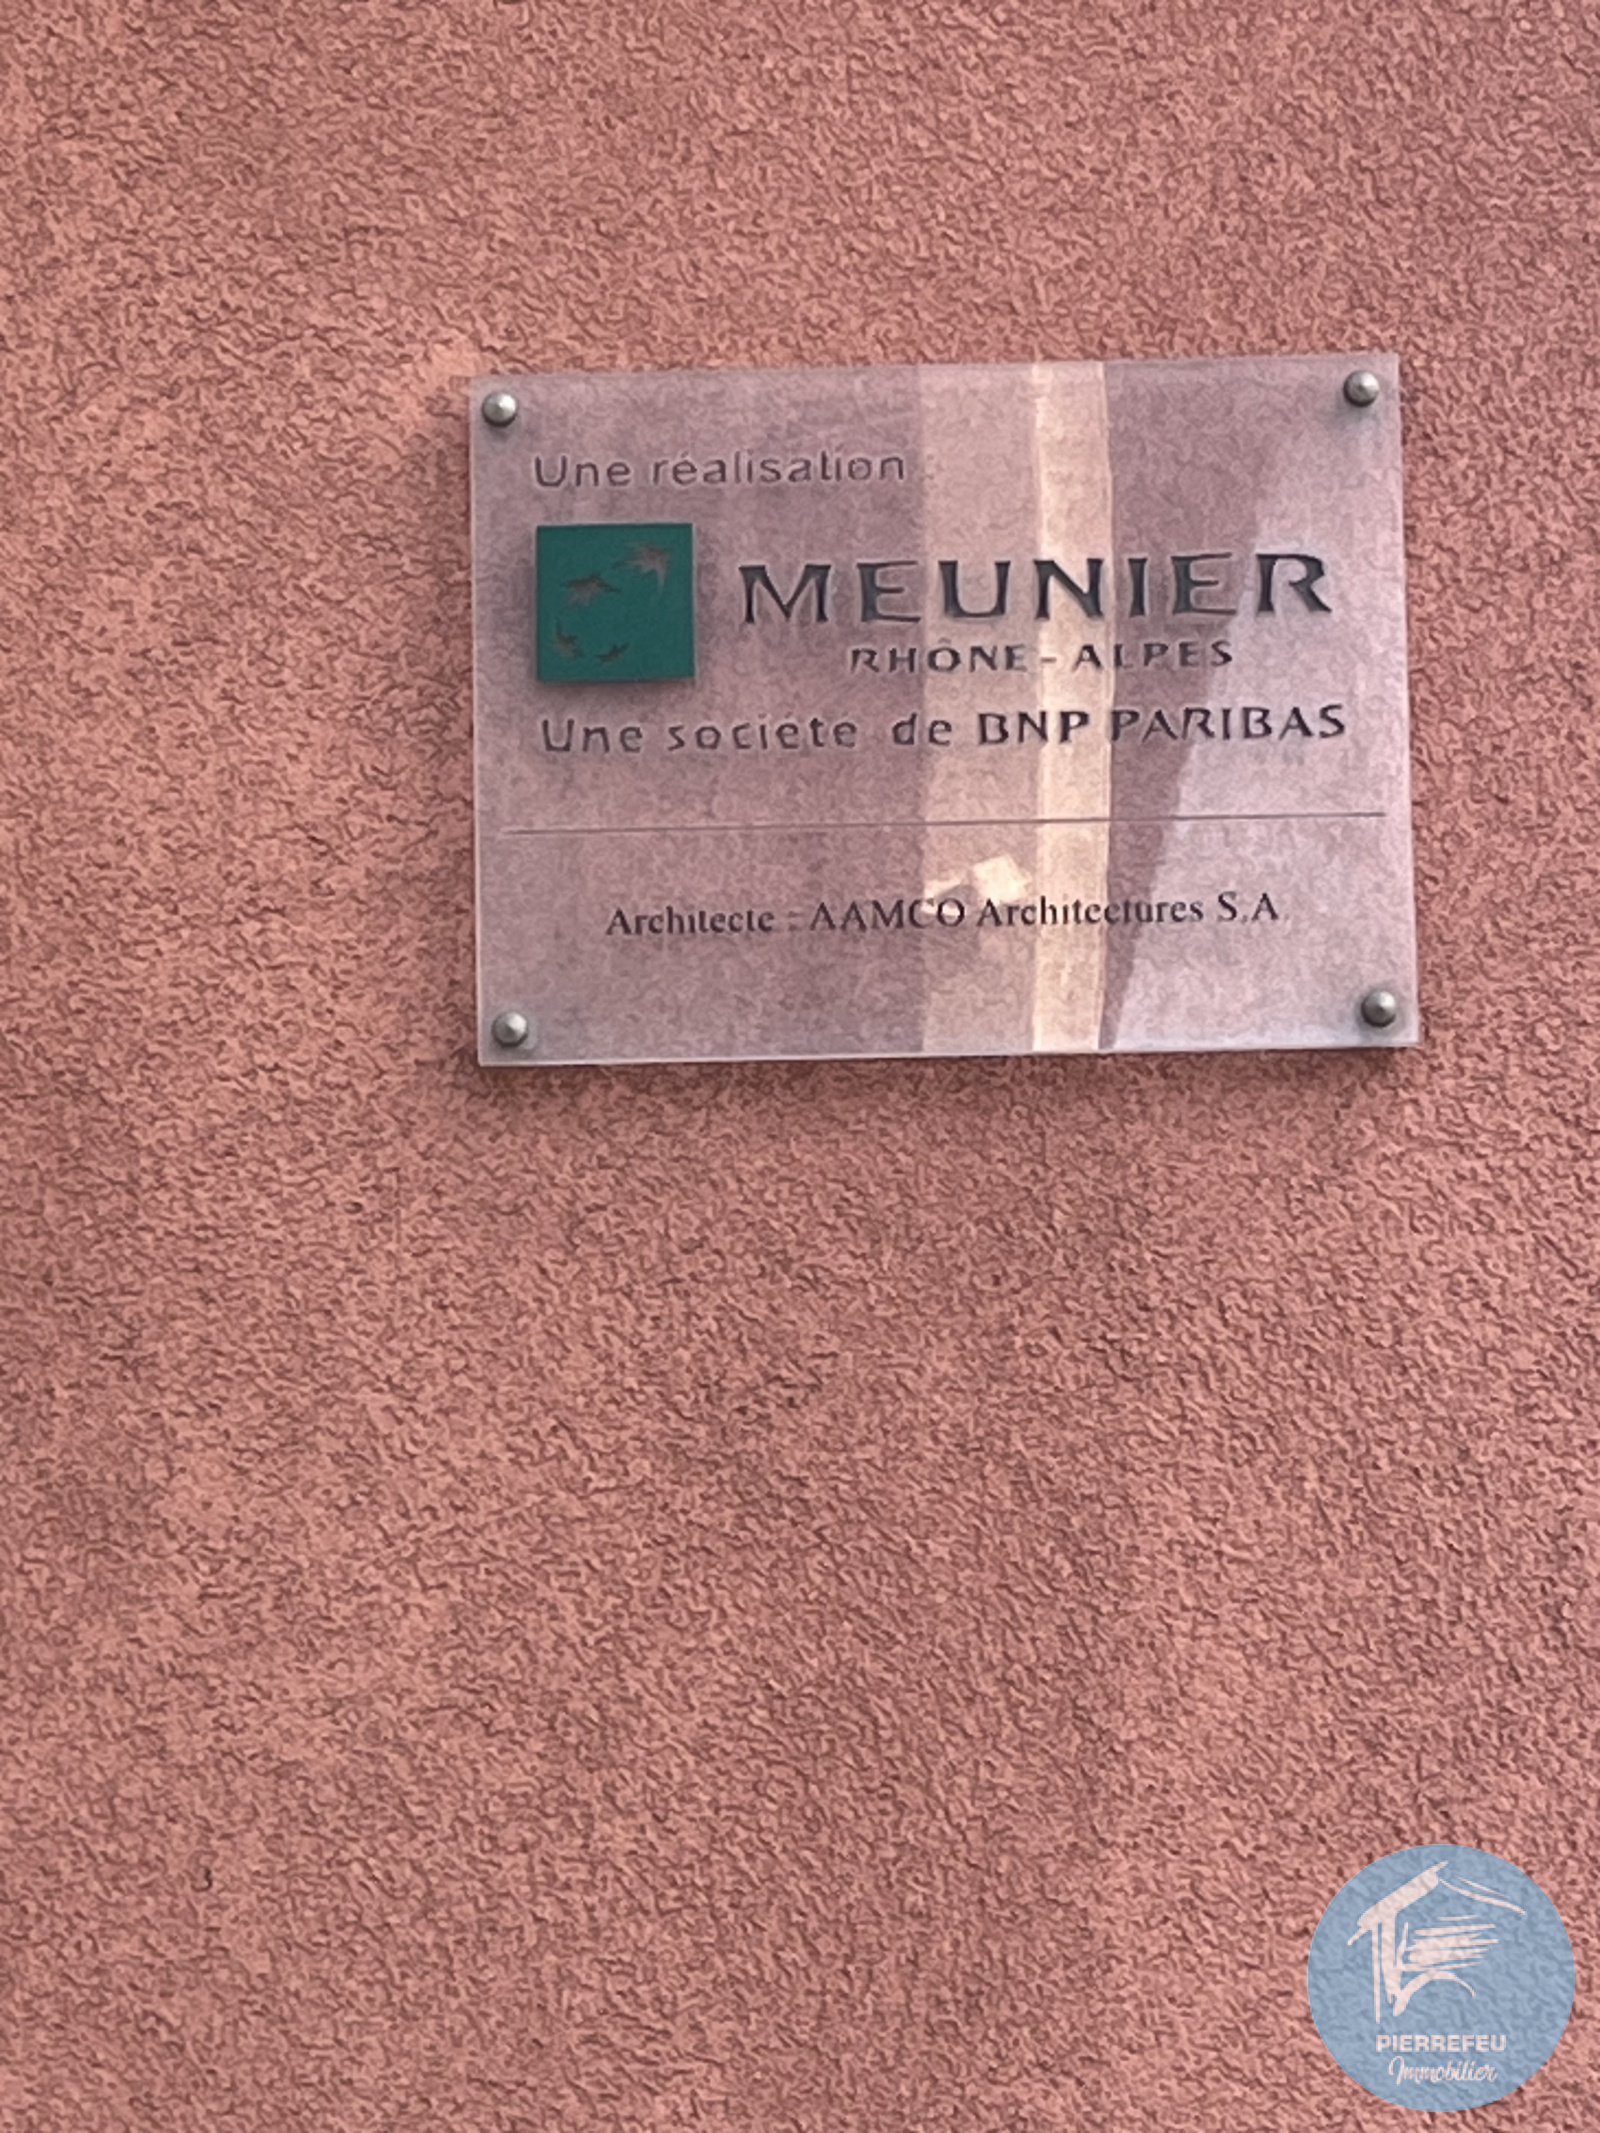 Une réalisation
MEUNIER
RHÔNE-ALPES
Une société de BNP PARIBAS
Architecte : AAMCO Architectures S.A.
PIERREFEU
Immobilier